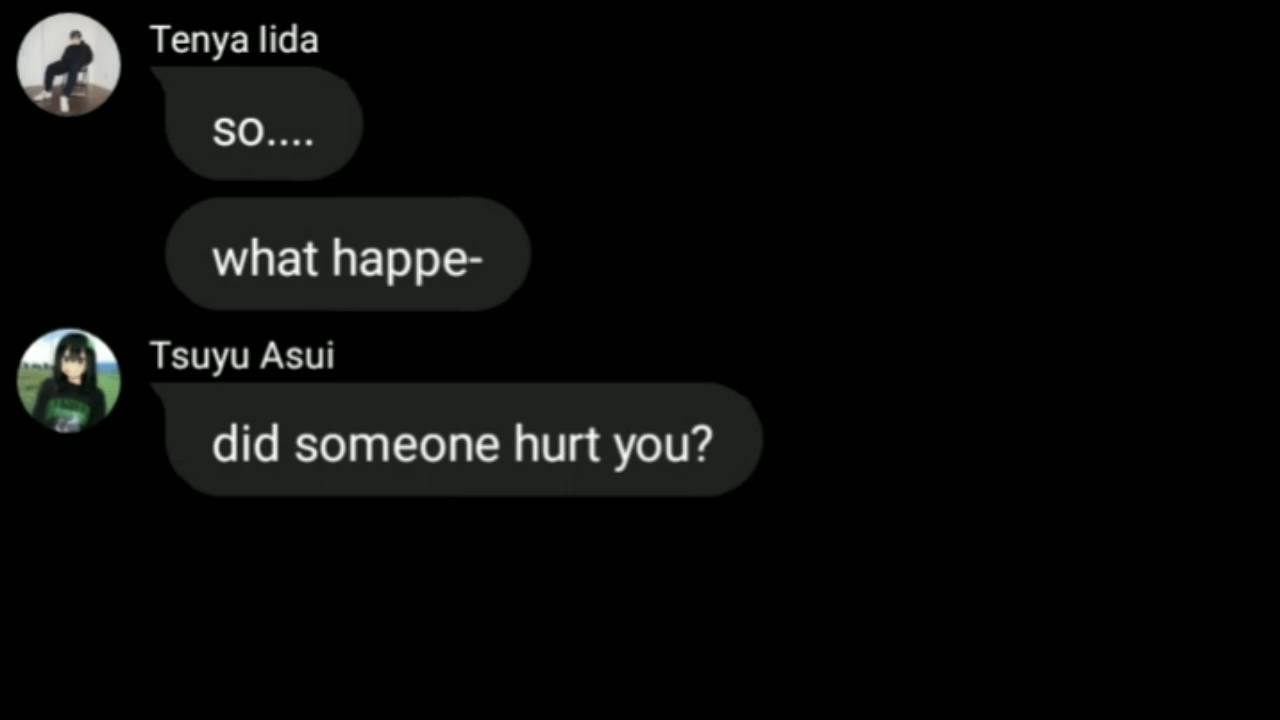 Tenya Iida
so....
what happe-
Tsuyu Asui
did someone hurt you?